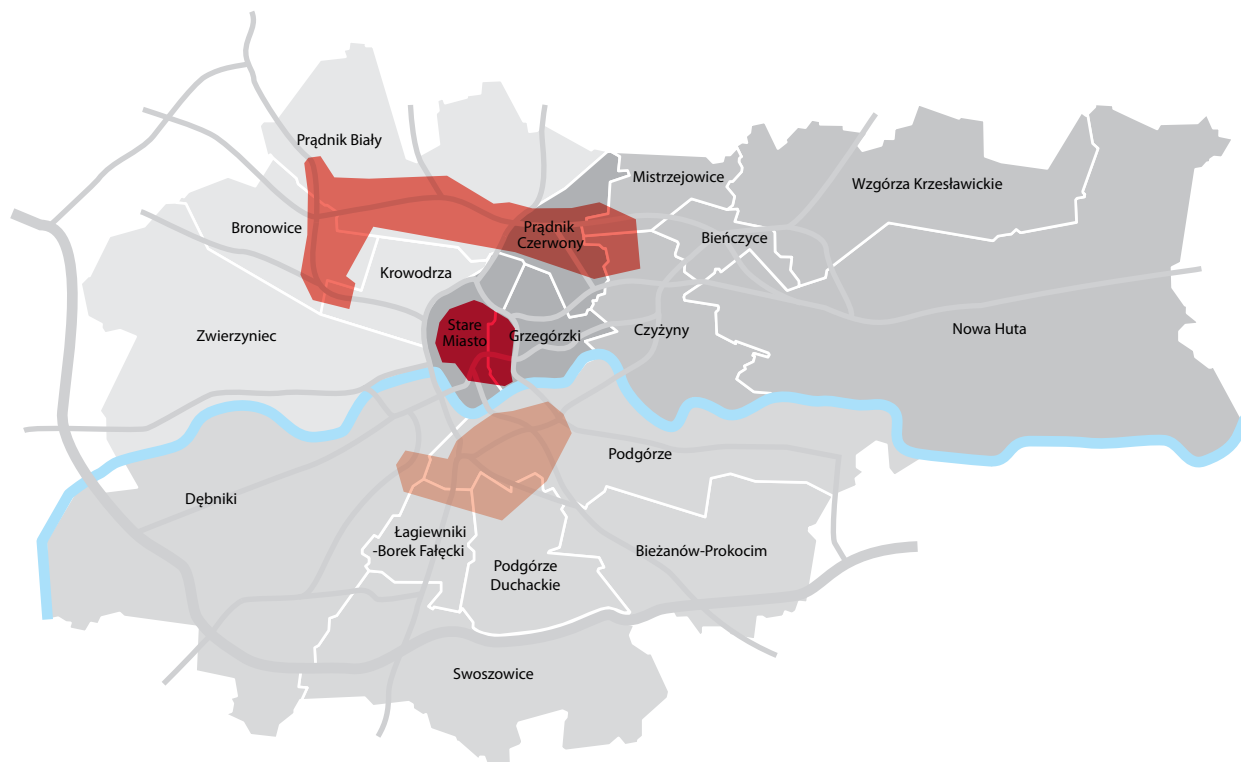 Prądnik Biały
Mistrzejowice
Wzgórza Krzesławickie
Bronowice
Prądnik
Czerwony
Bieńczyce
Krowodrza
Zwierzyniec
Stare
Miasto
Grzegórzki
Czyżyny
Nowa Huta
Podgórze
Dębniki
Łagiewniki
-Borek Fałęcki
Bieżanów-Prokocim
Podgórze
Duchackie
Swoszowice